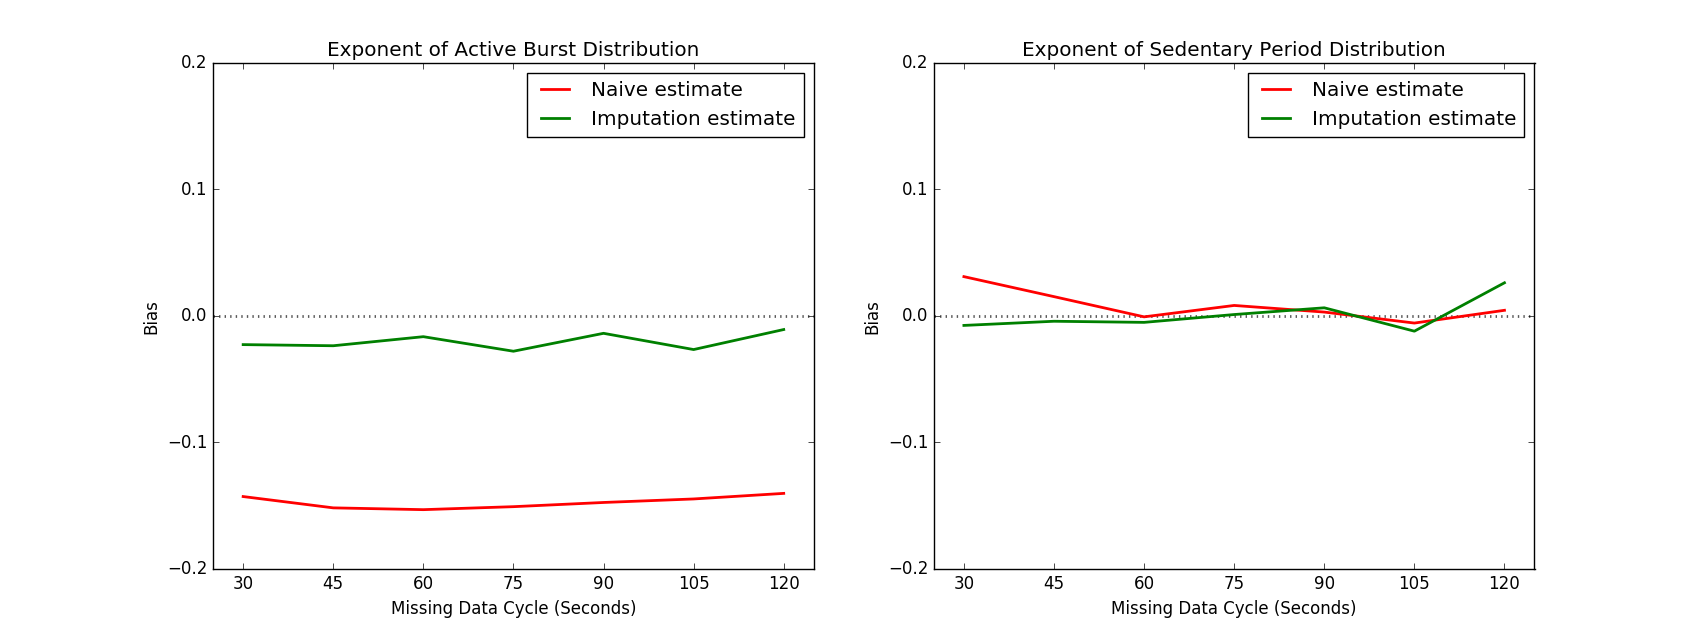 Exponent of Active Burst Distribution
0.2
0.1
0.0
−0.1
−0.2
Bias
Naive estimate
Imputation estimate
30 45 60 75 90 105 120
Missing Data Cycle (Seconds)
Exponent of Sedentary Period Distribution
0.2
0.1
0.0
−0.1
−0.2
Bias
Naive estimate
Imputation estimate
30 45 60 75 90 105 120
Missing Data Cycle (Seconds)